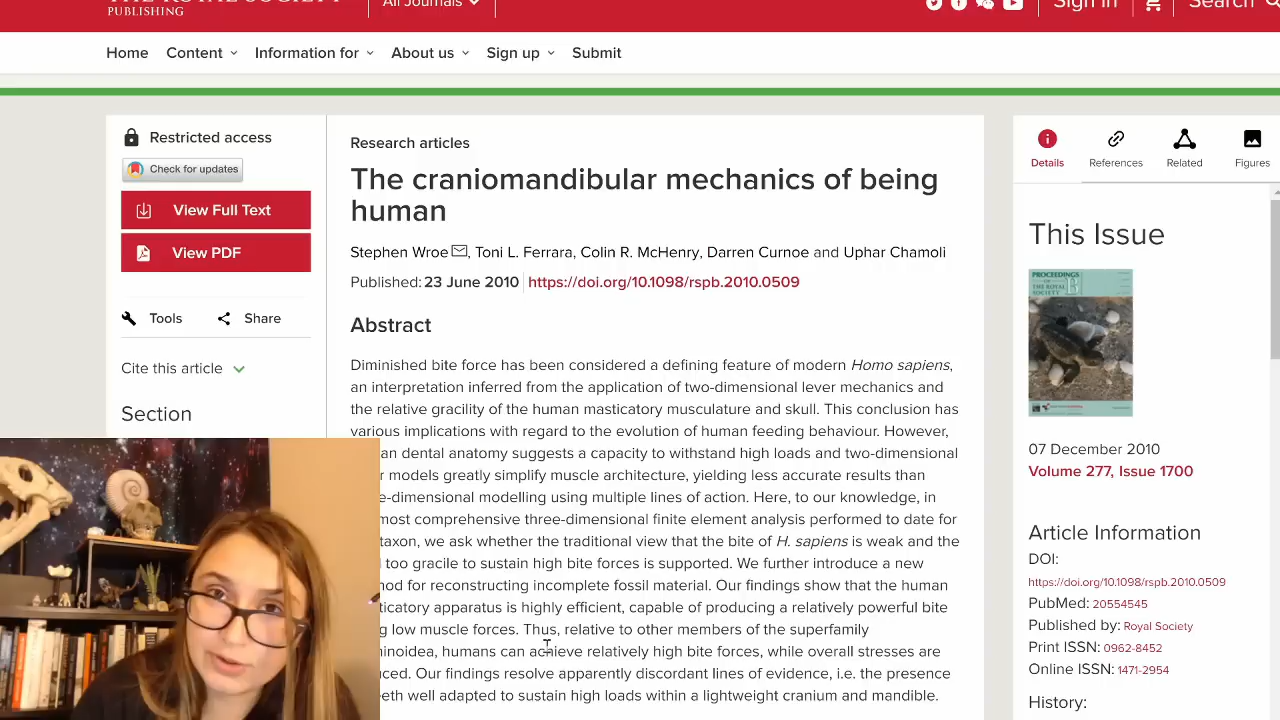 THE ROYAL SOCIETY
PUBLISHING
All Journals
Sign in
Search
Home
Content
Information for
About us
Sign up
Submit
Restricted access
Check for updates
View Full Text
View PDF
Tools
Share
Cite this article
Section
Research articles
The craniomandibular mechanics of being
human
Stephen Wroe, Toni L. Ferrara, Colin R. McHenry, Darren Curnoe and Uphar Chamoli
Published: 23 June 2010 https://doi.org/10.1098/rspb.2010.0509
Abstract
Diminished bite force has been considered a defining feature of modern Homo sapiens,
an interpretation inferred from the application of two-dimensional lever mechanics and
the relative gracility of the human masticatory musculature and skull. This conclusion has
various implications with regard to the evolution of human feeding behaviour. However,
an dental anatomy suggests a capacity to withstand high loads and two-dimensional
r models greatly simplify muscle architecture, yielding less accurate results than
e-dimensional modelling using multiple lines of action. Here, to our knowledge, in
most comprehensive three-dimensional finite element analysis performed to date for
taxon, we ask whether the traditional view that the bite of H. sapiens is weak and the
l too gracile to sustain high bite forces is supported. We further introduce a new
od for reconstructing incomplete fossil material. Our findings show that the human
ticatory apparatus is highly efficient, capable of producing a relatively powerful bite
g low muscle forces. Thus, relative to other members of the superfamily
inoidea, humans can achieve relatively high bite forces, while overall stresses are
ced. Our findings resolve apparently discordant lines of evidence, i.e. the presence
eeth well adapted to sustain high loads within a lightweight cranium and mandible.
Details
References
Related
Figures
This Issue
PROCEEDINGS
OF THE ROYAL
SOCIETY B
07 December 2010
Volume 277, Issue 1700
Article Information
DOI:
https://doi.org/10.1098/rspb.2010.0509
PubMed: 20554545
Published by: Royal Society
Print ISSN: 0962-8452
Online ISSN: 1471-2954
History: